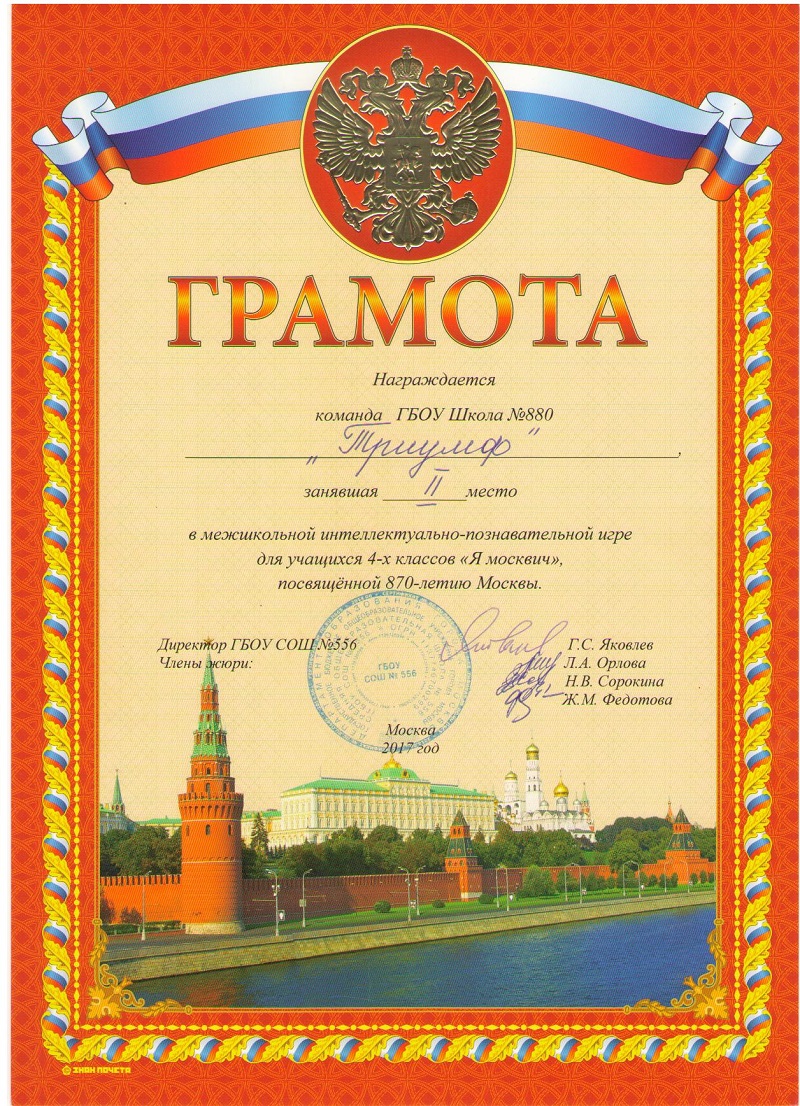 ГРАМОТА
Награждается
команда ГБОУ Школа №880
„Триумф",
занявшая II место
в межшкольной интеллектуально-познавательной игре
для учащихся 4-х классов «Я москвич»,
посвящённой 870-летию Москвы.
Директор ГБОУ СОШ №556 Г.С. Яковлев
Члены жюри: Л.А. Орлова
Н.В. Сорокина
Ж.М. Федотова
ГБОУ
СОШ № 556
Москва
2017 год
ЗНАК ПОЧЕТА